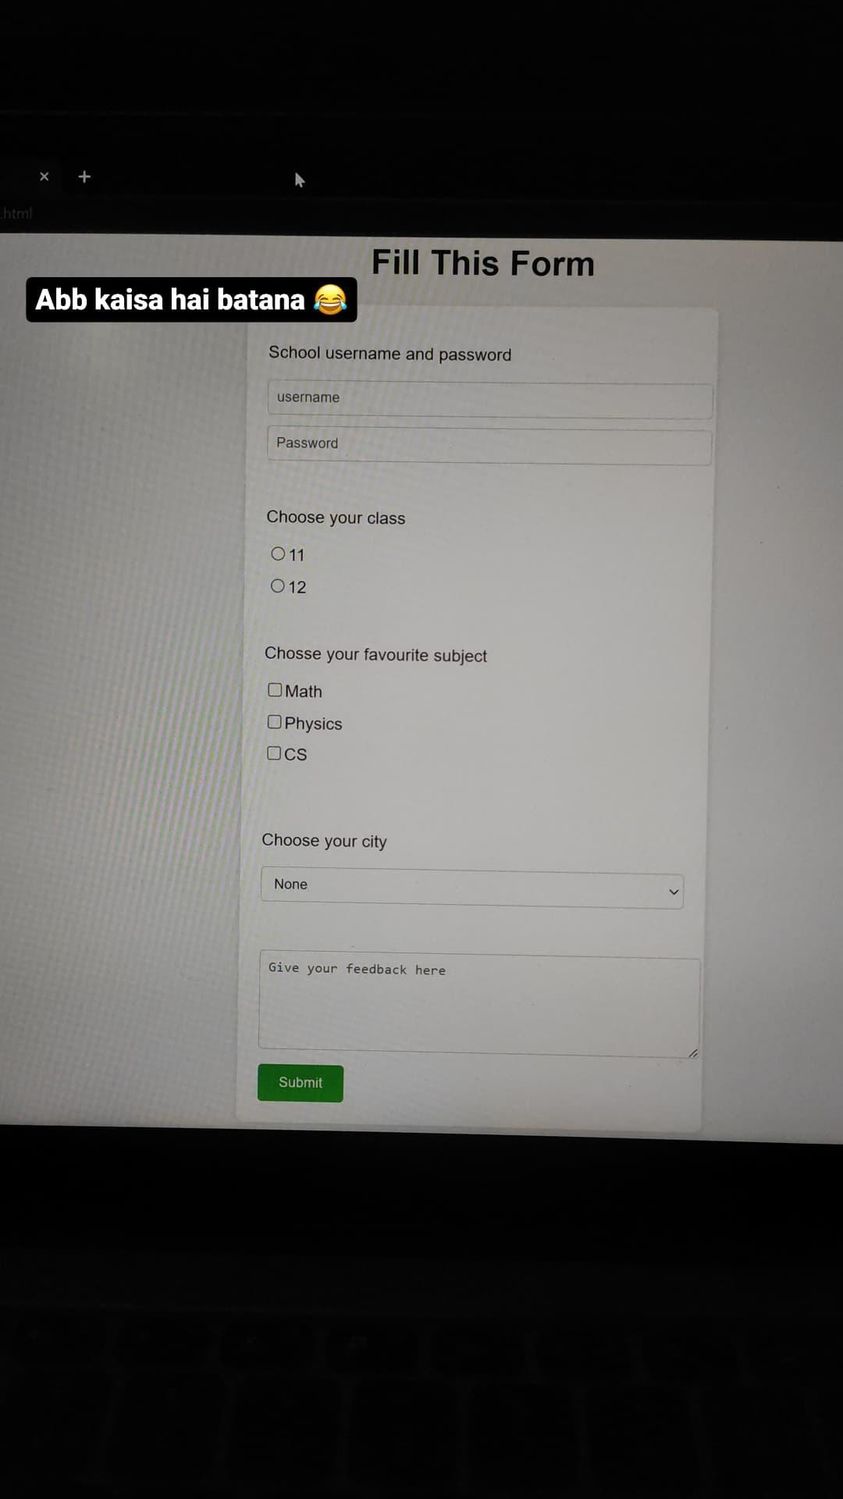 .html
Fill This Form
Abb kaisa hai batana 😂
School username and password
username
Password
Choose your class
11
12
Chosse your favourite subject
Math
Physics
CS
Choose your city
None
Give your feedback here
Submit